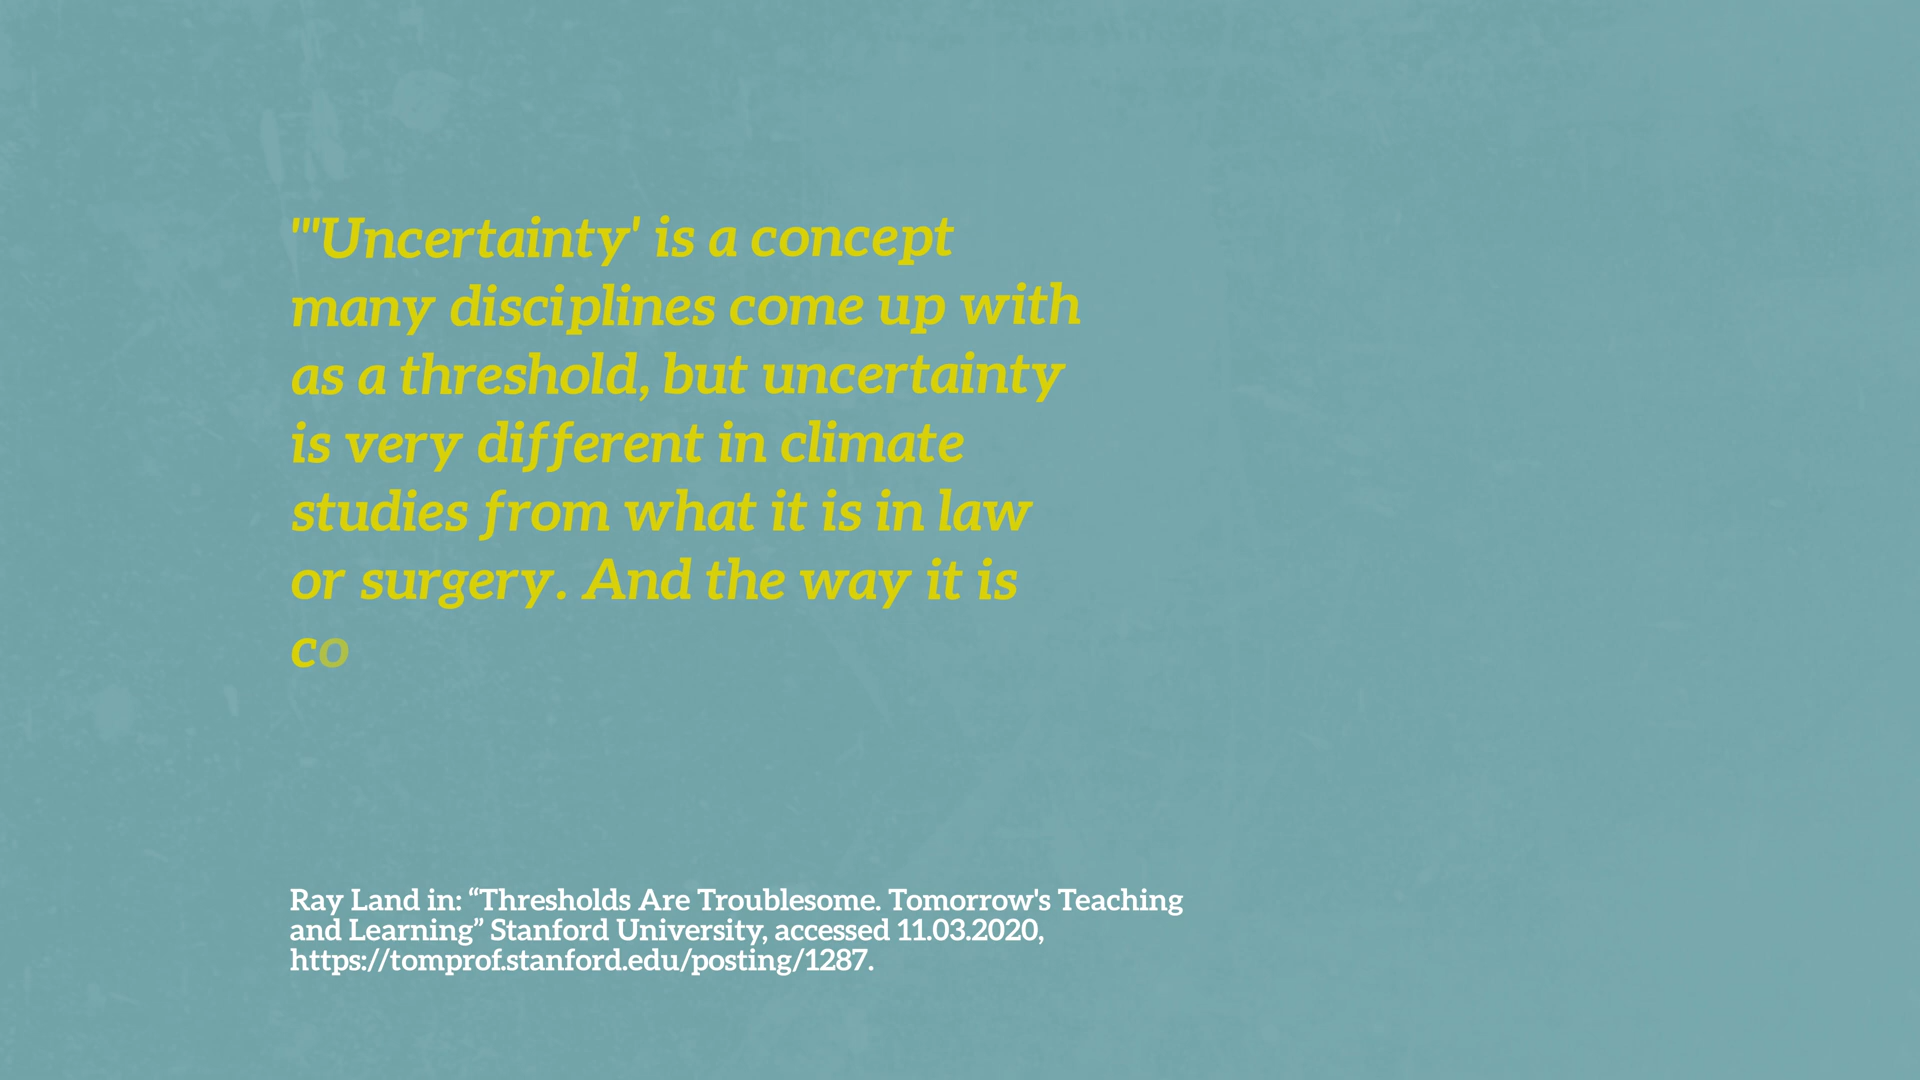 "'Uncertainty' is a concept
many disciplines come up with
as a threshold, but uncertainty
is very different in climate
studies from what it is in law
or surgery. And the way it is
co
Ray Land in: “Thresholds Are Troublesome. Tomorrow's Teaching
and Learning” Stanford University, accessed 11.03.2020,
https://tomprof.stanford.edu/posting/1287.